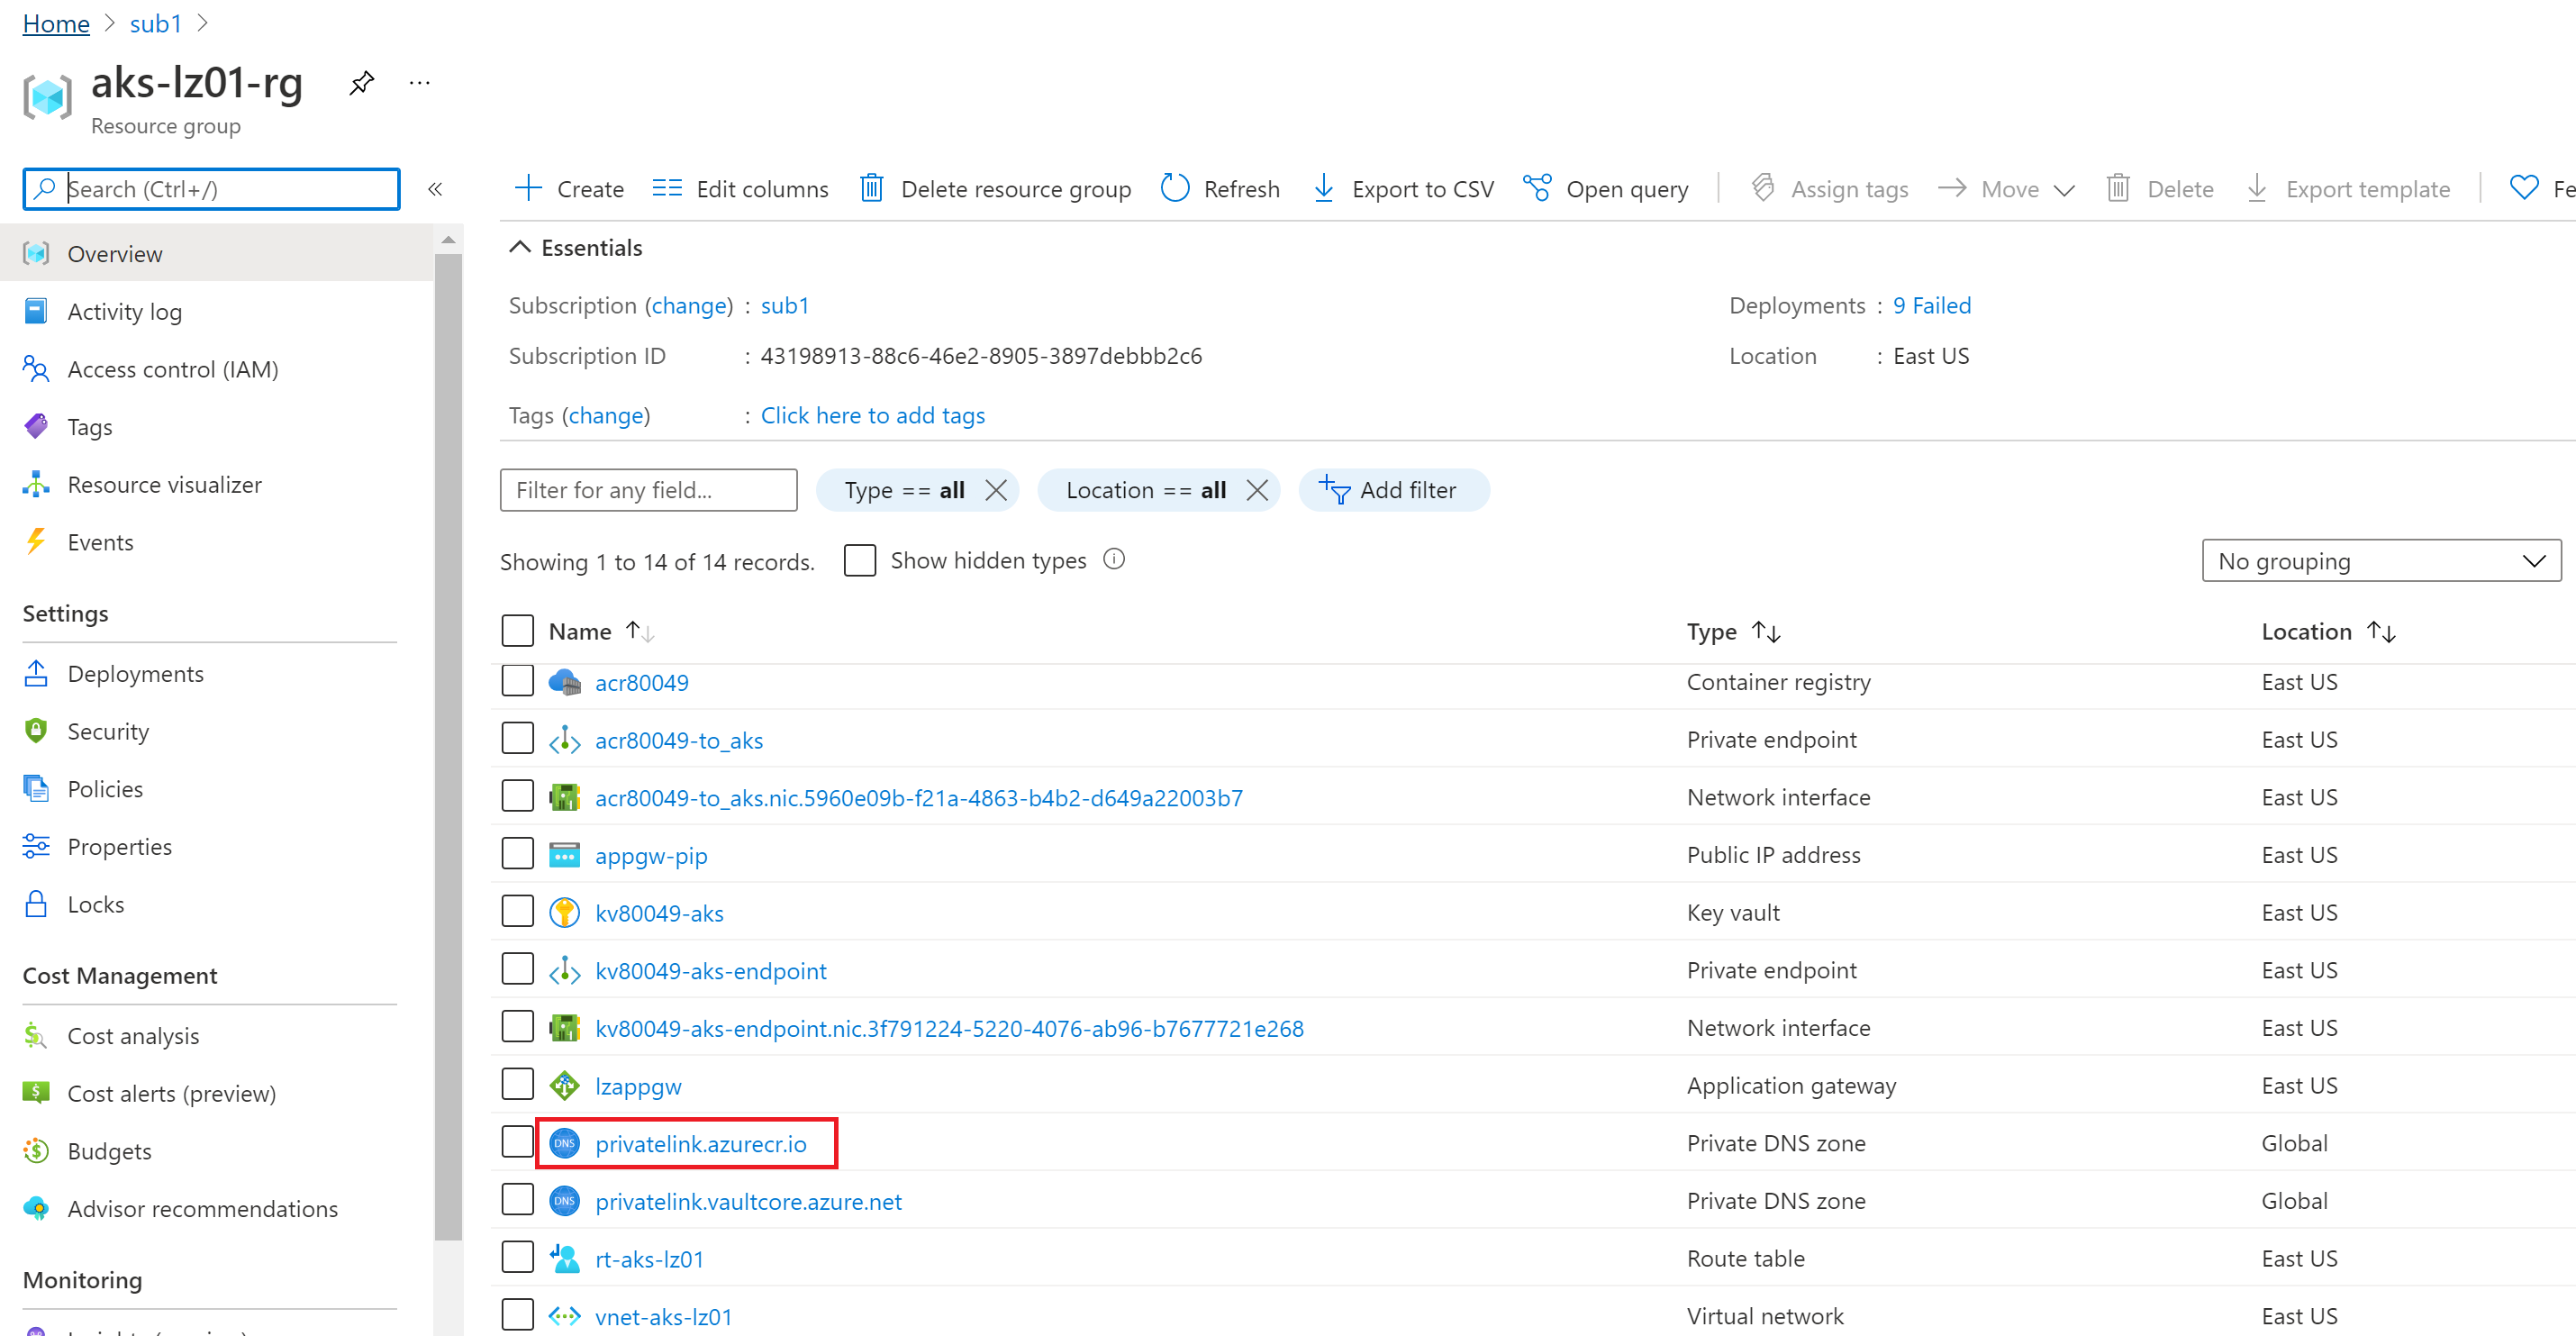 Home > sub1 >
aks-lz01-rg ...
Resource group
Search (Ctrl+/)
«
Overview
Activity log
Access control (IAM)
Tags
Resource visualizer
Events
Settings
Deployments
Security
Policies
Properties
Locks
Cost Management
Cost analysis
Cost alerts (preview)
Budgets
Advisor recommendations
Monitoring
Create Edit columns Delete resource group Refresh Export to CSV Open query Assign tags Move Delete Export template Fe
Essentials
Subscription (change) : sub1
Subscription ID : 43198913-88c6-46e2-8905-3897debbb2c6
Tags (change) : Click here to add tags
Deployments : 9 Failed
Location : East US
Filter for any field... Type == all Location == all Add filter
Showing 1 to 14 of 14 records. Show hidden types No grouping
Name Type Location
acr80049 Container registry East US
acr80049-to_aks Private endpoint East US
acr80049-to_aks.nic.5960e09b-f21a-4863-b4b2-d649a22003b7 Network interface East US
appgw-pip Public IP address East US
kv80049-aks Key vault East US
kv80049-aks-endpoint Private endpoint East US
kv80049-aks-endpoint.nic.3f791224-5220-4076-ab96-b7677721e268 Network interface East US
lzappgw Application gateway East US
DNS privatelink.azurecr.io Private DNS zone Global
DNS privatelink.vaultcore.azure.net Private DNS zone Global
rt-aks-lz01 Route table East US
vnet-aks-lz01 Virtual network East US